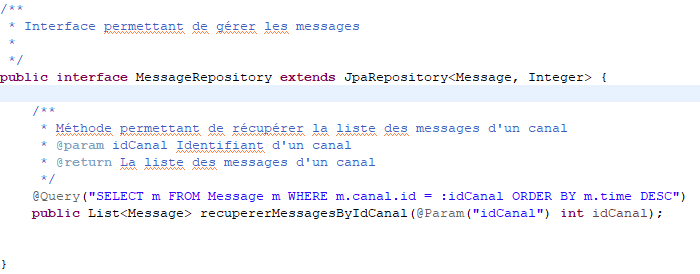 /**
 * Interface permettant de gérer les messages
 *
 */
public interface MessageRepository extends JpaRepository<Message, Integer> {
/**
 * Méthode permettant de récupérer la liste des messages d'un canal
 * @param idCanal Identifiant d'un canal
 * @return La liste des messages d'un canal
 */
@Query("SELECT m FROM Message m WHERE m.canal.id = :idCanal ORDER BY m.time DESC")
public List<Message> recupererMessagesByIdCanal(@Param("idCanal") int idCanal);
}